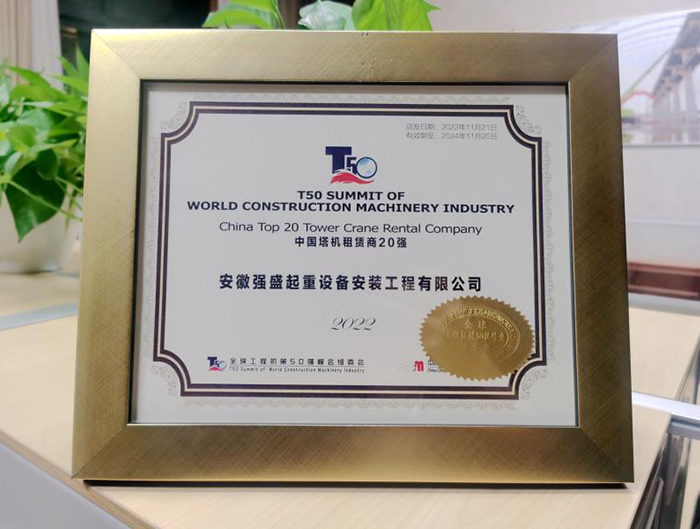 颁发日期：2022年11月21日
有效期至：2024年11月20日
T50
T50 SUMMIT OF
WORLD CONSTRUCTION MACHINERY INDUSTRY
China Top 20 Tower Crane Rental Company
中国塔机租赁商20强
安徽强盛起重设备安装工程有限公司
2022
T50 全球工程机械50强峰会组委会
T50 Summit of World Construction Machinery Industry
全球